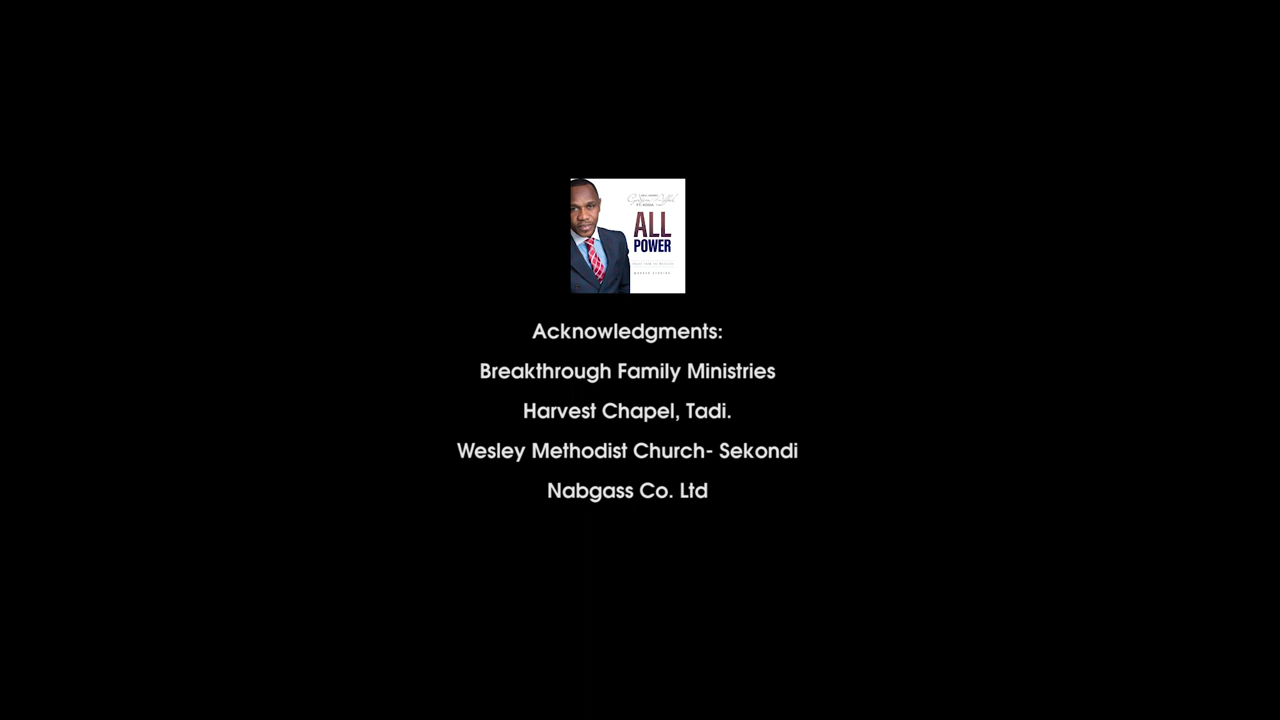 ALL
POWER
Acknowledgments:
Breakthrough Family Ministries
Harvest Chapel, Tadi.
Wesley Methodist Church- Sekondi
Nabgass Co. Ltd